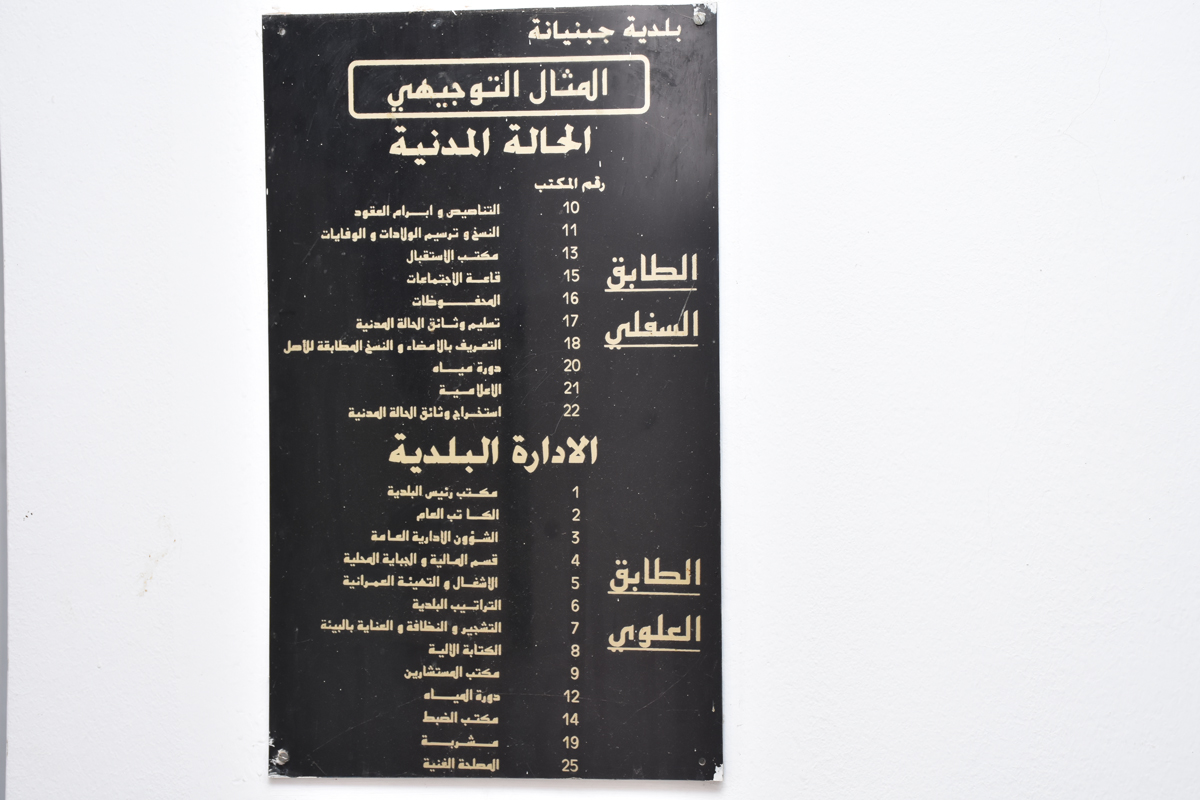 بلدية جبنيانة
المثال التوجيهي
الحالة المدنية
رقم المكتب
10 التناصيص و ابرام العقود
11 النسخ و ترسيم الولادات و الوفايات
13 مكتب الاستقبال
15 قاعة الاجتماعات
16 المحفوظات
17 تسليم وثائق الحالة المدنية
18 التعريف بالامضاء و النسخ المطابقة للأصل
20 دورة مياه
21 الاعلامية
22 استخراج وثائق الحالة المدنية
الطابق
السفلي
الادارة البلدية
1 مكتب رئيس البلدية
2 الكا تب العام
3 الشؤون الادارية العامة
4 قسم المالية و الجباية المحلية
5 الاشغال و التهيئة العمرانية
6 التراتيب البلدية
7 التشجير و النظافة و العناية بالبيئة
8 الكتابة الالية
9 مكتب المستشارين
12 دورة المياه
14 مكتب الضبط
19 مشربة
25 المصلحة الفنية
الطابق
العلوي